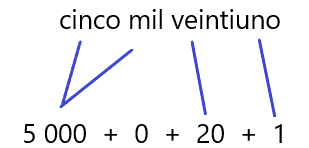 cinco mil veintiuno
5 000 + 0 + 20 + 1